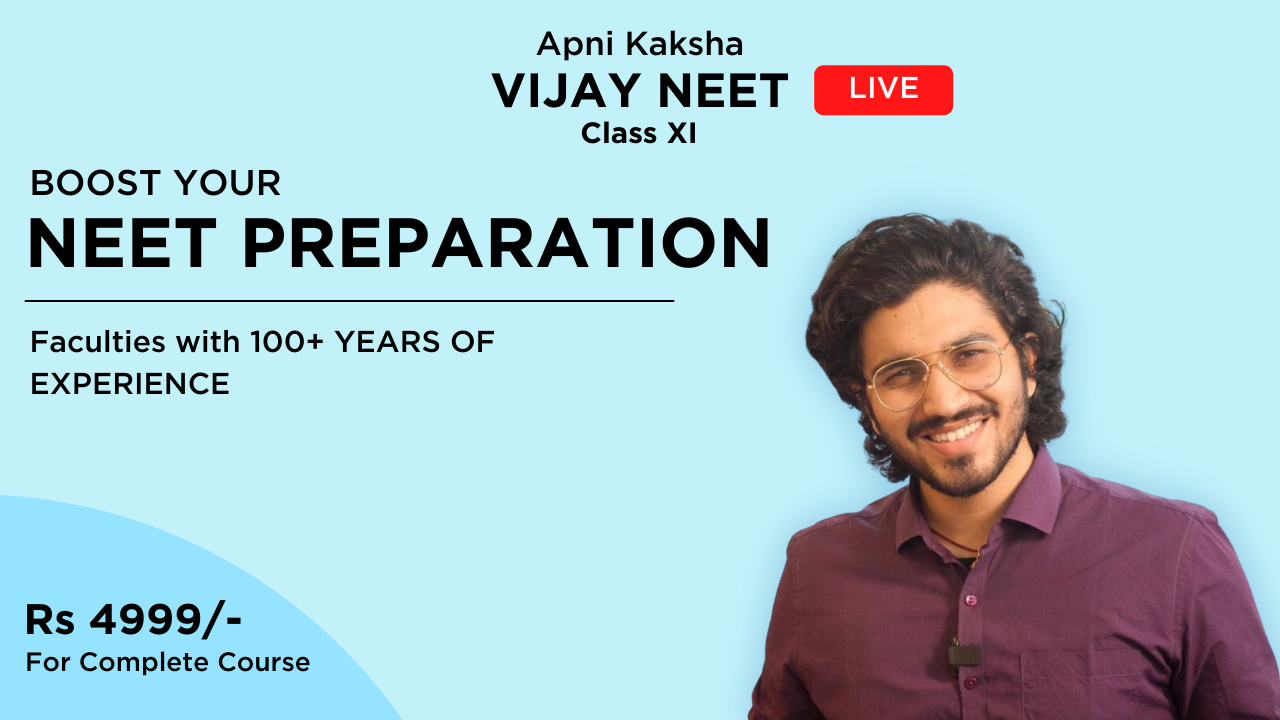 Apni Kaksha
VIJAY NEET
LIVE
Class XI
BOOST YOUR
NEET PREPARATION
Faculties with 100+ YEARS OF
EXPERIENCE
Rs 4999/-
For Complete Course